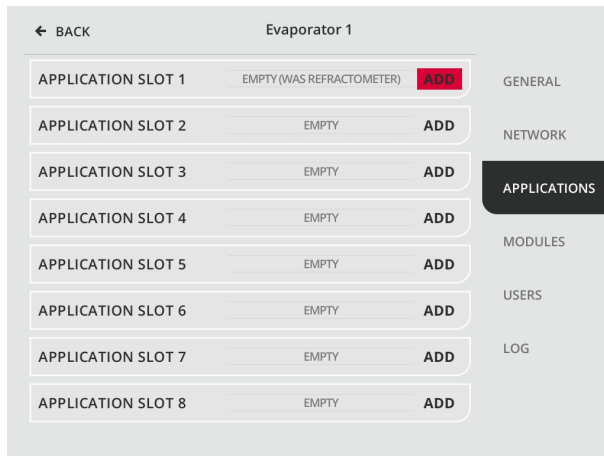 ← BACK
Evaporator 1
APPLICATION SLOT 1 EMPTY (WAS REFRACTOMETER) ADD
APPLICATION SLOT 2 EMPTY ADD
APPLICATION SLOT 3 EMPTY ADD
APPLICATION SLOT 4 EMPTY ADD
APPLICATION SLOT 5 EMPTY ADD
APPLICATION SLOT 6 EMPTY ADD
APPLICATION SLOT 7 EMPTY ADD
APPLICATION SLOT 8 EMPTY ADD
GENERAL
NETWORK
APPLICATIONS
MODULES
USERS
LOG